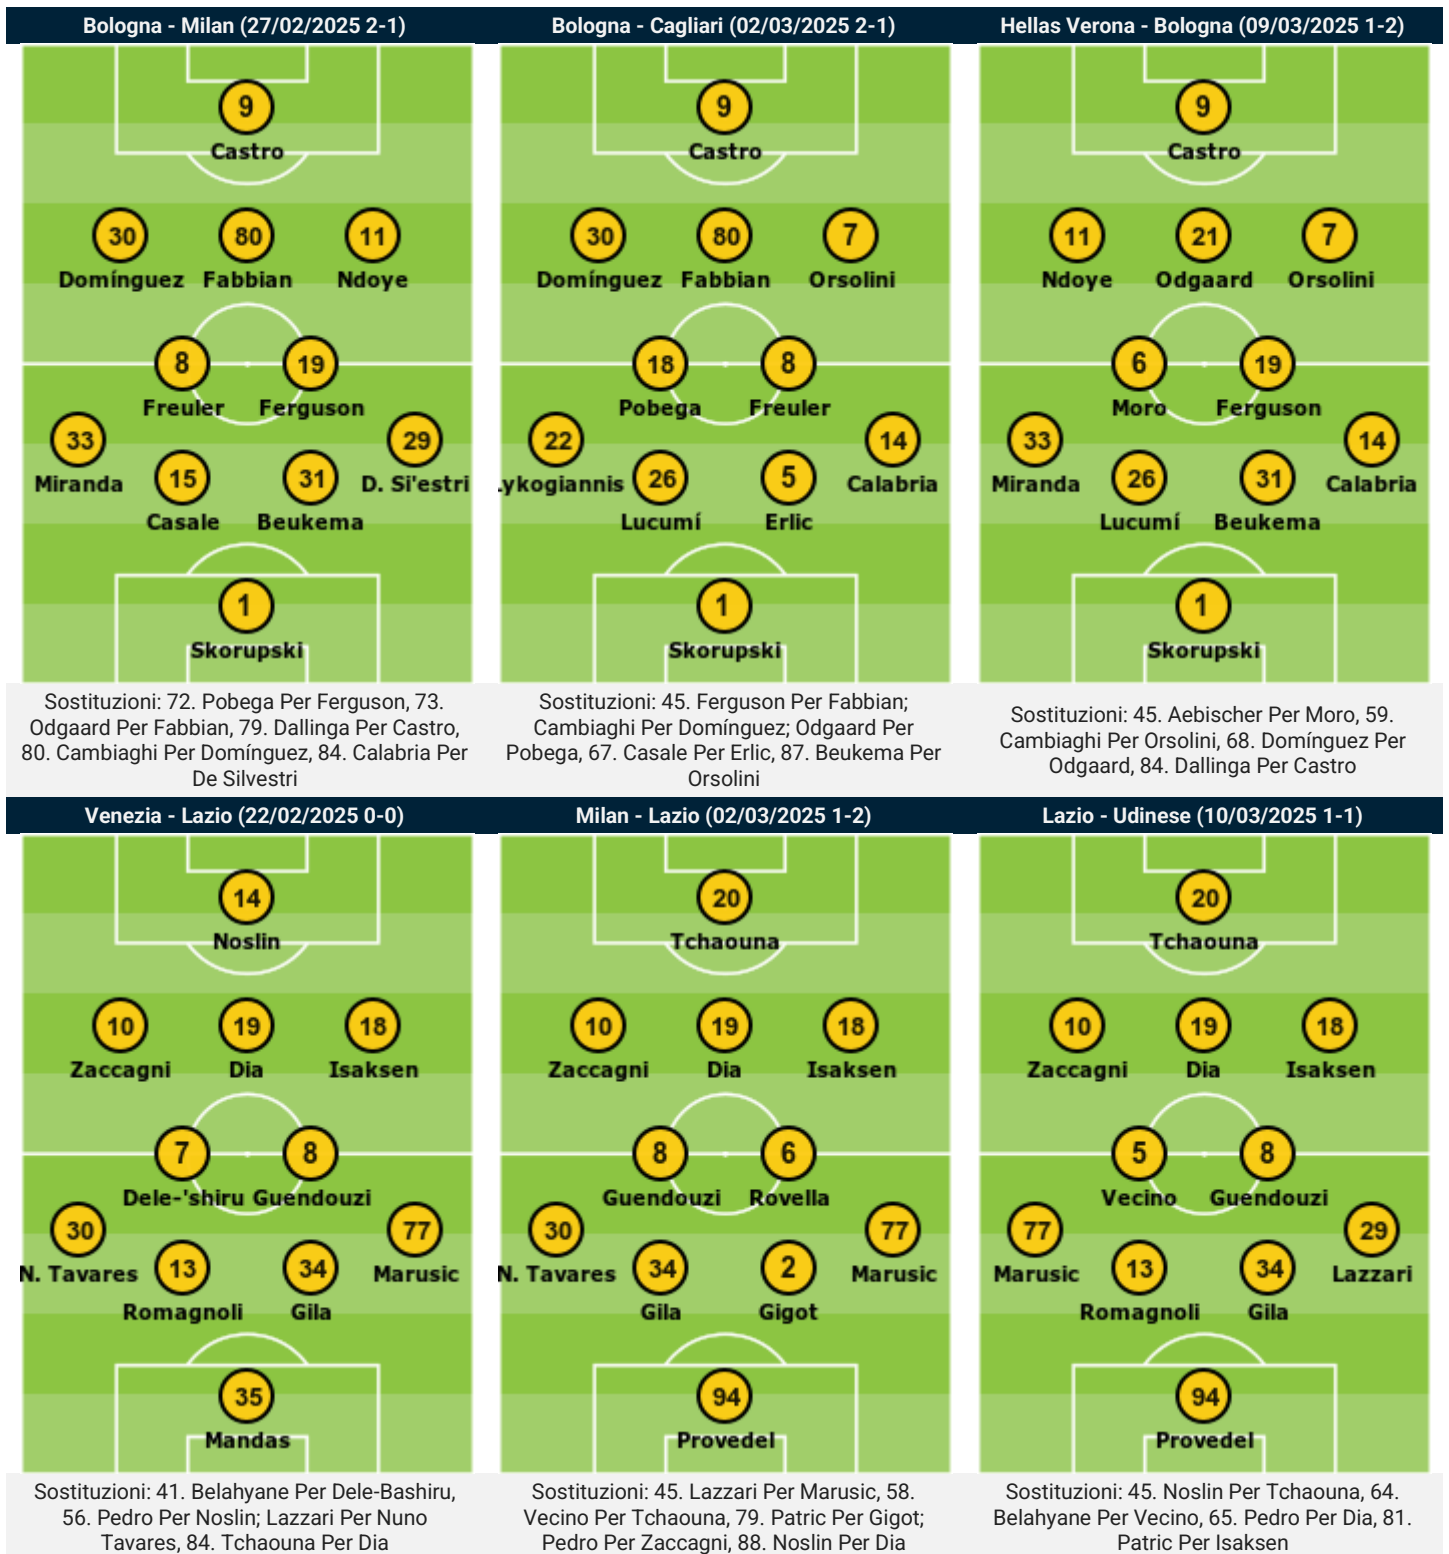 Bologna - Milan (27/02/2025 2-1)
9
Castro
30 80 11
Domínguez Fabbian Ndoye
8 19
Freuler Ferguson
33 29
Miranda D. Si'estri
15 31
Casale Beukema
1
Skorupski
Sostituzioni: 72. Pobega Per Ferguson, 73.
Odgaard Per Fabbian, 79. Dallinga Per Castro,
80. Cambiaghi Per Domínguez, 84. Calabria Per
De Silvestri
Bologna - Cagliari (02/03/2025 2-1)
9
Castro
30 80 7
Domínguez Fabbian Orsolini
18 8
Pobega Freuler
22 14
ykogiannis Calabria
26 5
Lucumí Erlic
1
Skorupski
Sostituzioni: 45. Ferguson Per Fabbian;
Cambiaghi Per Domínguez; Odgaard Per
Pobega, 67. Casale Per Erlic, 87. Beukema Per
Orsolini
Hellas Verona - Bologna (09/03/2025 1-2)
9
Castro
11 21 7
Ndoye Odgaard Orsolini
6 19
Moro Ferguson
33 14
Miranda Calabria
26 31
Lucumí Beukema
1
Skorupski
Sostituzioni: 45. Aebischer Per Moro, 59.
Cambiaghi Per Orsolini, 68. Domínguez Per
Odgaard, 84. Dallinga Per Castro
Venezia - Lazio (22/02/2025 0-0)
14
Noslin
10 19 18
Zaccagni Dia Isaksen
7 8
Dele-'shiru Guendouzi
30 77
N. Tavares Marusic
13 34
Romagnoli Gila
35
Mandas
Sostituzioni: 41. Belahyane Per Dele-Bashiru,
56. Pedro Per Noslin; Lazzari Per Nuno
Tavares, 84. Tchaouna Per Dia
Milan - Lazio (02/03/2025 1-2)
20
Tchaouna
10 19 18
Zaccagni Dia Isaksen
8 6
Guendouzi Rovella
30 77
N. Tavares Marusic
34 2
Gila Gigot
94
Provedel
Sostituzioni: 45. Lazzari Per Marusic, 58.
Vecino Per Tchaouna, 79. Patric Per Gigot;
Pedro Per Zaccagni, 88. Noslin Per Dia
Lazio - Udinese (10/03/2025 1-1)
20
Tchaouna
10 19 18
Zaccagni Dia Isaksen
5 8
Vecino Guendouzi
77 29
Marusic Lazzari
13 34
Romagnoli Gila
94
Provedel
Sostituzioni: 45. Noslin Per Tchaouna, 64.
Belahyane Per Vecino, 65. Pedro Per Dia, 81.
Patric Per Isaksen